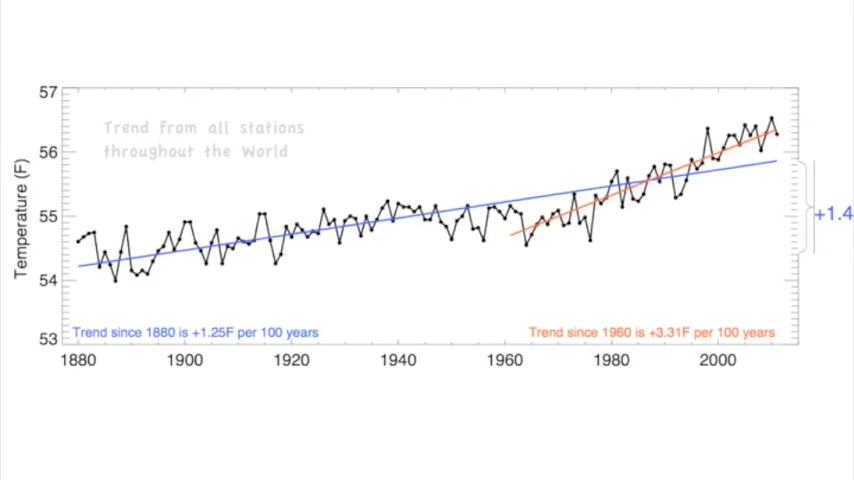 57
Trend from all stations
throughout the World
56
Temperature (F)
55
+1.4
54
Trend since 1880 is +1.25F per 100 years
Trend since 1960 is +3.31F per 100 years
53
1880
1900
1920
1940
1960
1980
2000